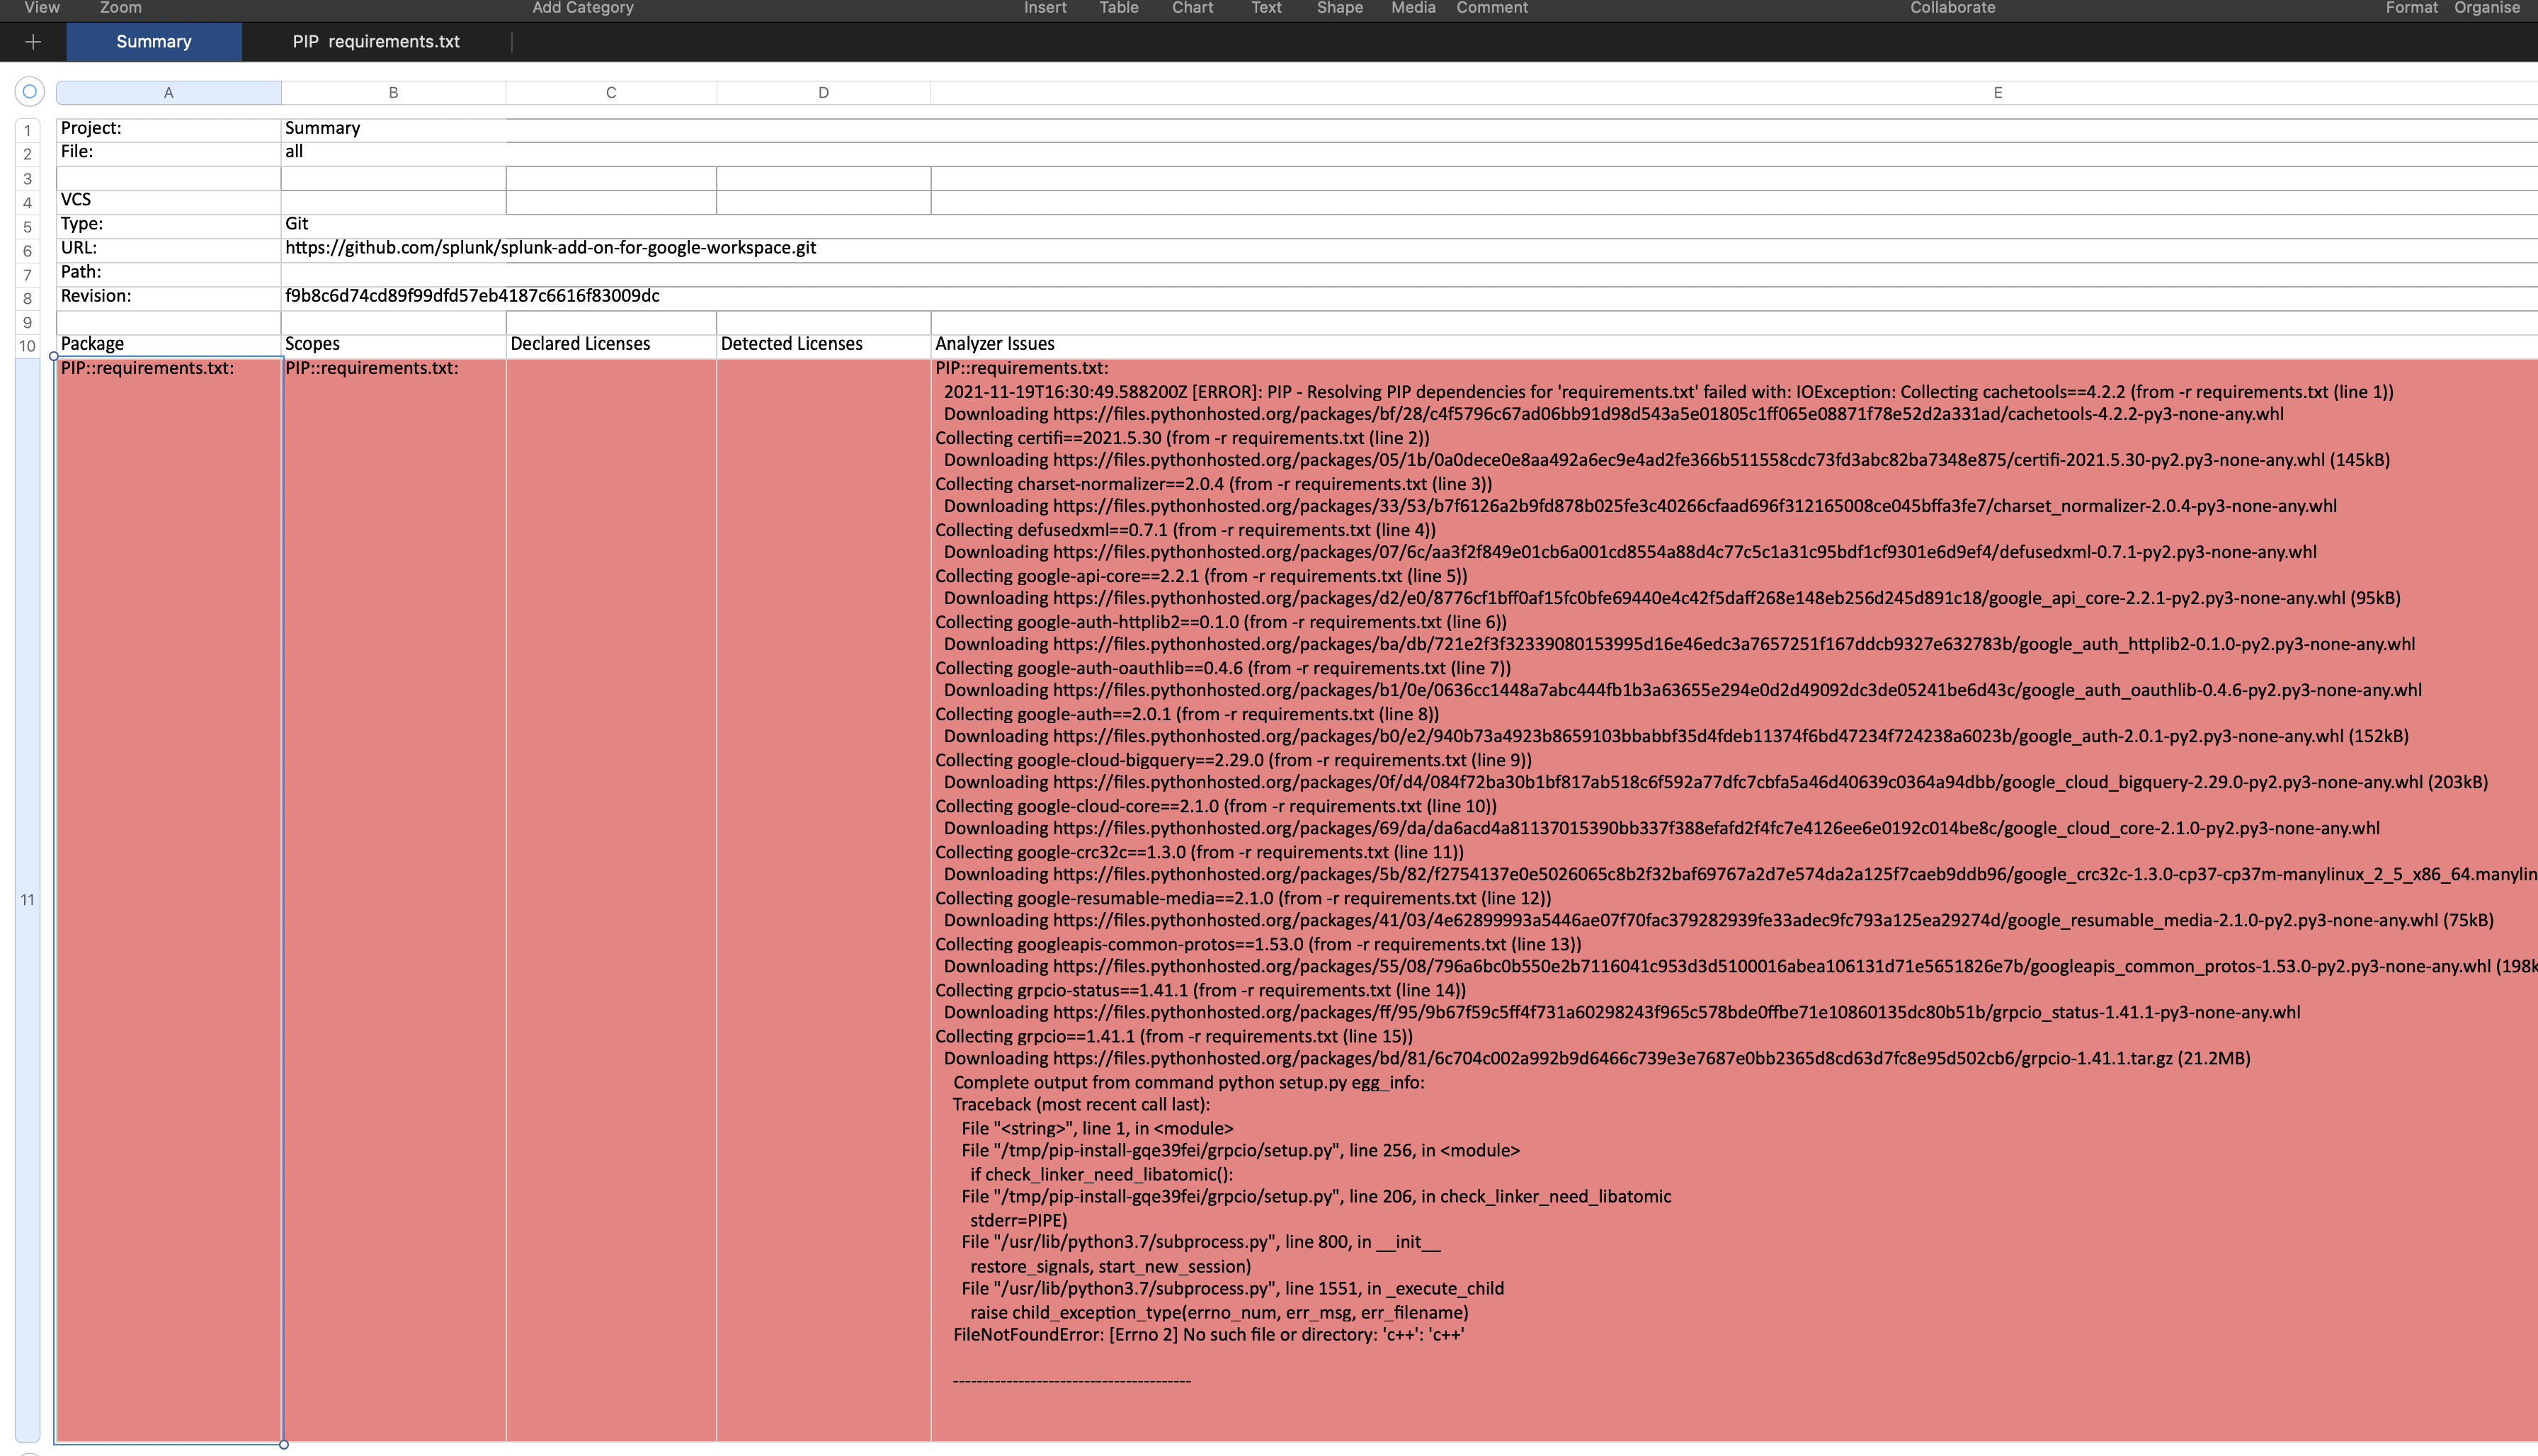 View Zoom Add Category Insert Table Chart Text Shape Media Comment Collaborate Format Organise
+ Summary PIP requirements.txt
A B C D E
1 Project: Summary
2 File: all
3
4 VCS
5 Type: Git
6 URL: https://github.com/splunk/splunk-add-on-for-google-workspace.git
7 Path:
8 Revision: f9b8c6d74cd89f99dfd57eb4187c6616f83009dc
9
10 Package Scopes Declared Licenses Detected Licenses Analyzer Issues
11 PIP::requirements.txt: PIP::requirements.txt: PIP::requirements.txt:
2021-11-19T16:30:49.588200Z [ERROR]: PIP - Resolving PIP dependencies for 'requirements.txt' failed with: IOException: Collecting cachetools==4.2.2 (from -r requirements.txt (line 1))
Downloading https://files.pythonhosted.org/packages/bf/28/c4f5796c67ad06bb91d98d543a5e01805c1ff065e08871f78e52d2a331ad/cachetools-4.2.2-py3-none-any.whl
Collecting certifi==2021.5.30 (from -r requirements.txt (line 2))
Downloading https://files.pythonhosted.org/packages/05/1b/0a0dece0e8aa492a6ec9e4ad2fe366b511558cdc73fd3abc82ba7348e875/certifi-2021.5.30-py2.py3-none-any.whl (145kB)
Collecting charset-normalizer==2.0.4 (from -r requirements.txt (line 3))
Downloading https://files.pythonhosted.org/packages/33/53/b7f6126a2b9fd878b025fe3c40266cfaad696f312165008ce045bffa3fe7/charset_normalizer-2.0.4-py3-none-any.whl
Collecting defusedxml==0.7.1 (from -r requirements.txt (line 4))
Downloading https://files.pythonhosted.org/packages/07/6c/aa3f2f849e01cb6a001cd8554a88d4c77c5c1a31c95bdf1cf9301e6d9ef4/defusedxml-0.7.1-py2.py3-none-any.whl
Collecting google-api-core==2.2.1 (from -r requirements.txt (line 5))
Downloading https://files.pythonhosted.org/packages/d2/e0/8776cf1bff0af15fc0bfe69440e4c42f5daff268e148eb256d245d891c18/google_api_core-2.2.1-py2.py3-none-any.whl (95kB)
Collecting google-auth-httplib2==0.1.0 (from -r requirements.txt (line 6))
Downloading https://files.pythonhosted.org/packages/ba/db/721e2f3f32339080153995d16e46edc3a7657251f167ddcb9327e632783b/google_auth_httplib2-0.1.0-py2.py3-none-any.whl
Collecting google-auth-oauthlib==0.4.6 (from -r requirements.txt (line 7))
Downloading https://files.pythonhosted.org/packages/b1/0e/0636cc1448a7abc444fb1b3a63655e294e0d2d49092dc3de05241be6d43c/google_auth_oauthlib-0.4.6-py2.py3-none-any.whl
Collecting google-auth==2.0.1 (from -r requirements.txt (line 8))
Downloading https://files.pythonhosted.org/packages/b0/e2/940b73a4923b8659103bbabbf35d4fdeb11374f6bd47234f724238a6023b/google_auth-2.0.1-py2.py3-none-any.whl (152kB)
Collecting google-cloud-bigquery==2.29.0 (from -r requirements.txt (line 9))
Downloading https://files.pythonhosted.org/packages/0f/d4/084f72ba30b1bf817ab518c6f592a77dfc7cbfa5a46d40639c0364a94dbb/google_cloud_bigquery-2.29.0-py2.py3-none-any.whl (203kB)
Collecting google-cloud-core==2.1.0 (from -r requirements.txt (line 10))
Downloading https://files.pythonhosted.org/packages/69/da/da6acd4a81137015390bb337f388efafd2f4fc7e4126ee6e0192c014be8c/google_cloud_core-2.1.0-py2.py3-none-any.whl
Collecting google-crc32c==1.3.0 (from -r requirements.txt (line 11))
Downloading https://files.pythonhosted.org/packages/5b/82/f2754137e0e5026065c8b2f32baf69767a2d7e574da2a125f7caeb9ddb96/google_crc32c-1.3.0-cp37-cp37m-manylinux_2_5_x86_64.manylin
Collecting google-resumable-media==2.1.0 (from -r requirements.txt (line 12))
Downloading https://files.pythonhosted.org/packages/41/03/4e62899993a5446ae07f70fac379282939fe33adec9fc793a125ea29274d/google_resumable_media-2.1.0-py2.py3-none-any.whl (75kB)
Collecting googleapis-common-protos==1.53.0 (from -r requirements.txt (line 13))
Downloading https://files.pythonhosted.org/packages/55/08/796a6bc0b550e2b7116041c953d3d5100016abea106131d71e5651826e7b/googleapis_common_protos-1.53.0-py2.py3-none-any.whl (198k
Collecting grpcio-status==1.41.1 (from -r requirements.txt (line 14))
Downloading https://files.pythonhosted.org/packages/ff/95/9b67f59c5ff4f731a60298243f965c578bde0ffbe71e10860135dc80b51b/grpcio_status-1.41.1-py3-none-any.whl
Collecting grpcio==1.41.1 (from -r requirements.txt (line 15))
Downloading https://files.pythonhosted.org/packages/bd/81/6c704c002a992b9d6466c739e3e7687e0bb2365d8cd63d7fc8e95d502cb6/grpcio-1.41.1.tar.gz (21.2MB)
Complete output from command python setup.py egg_info:
Traceback (most recent call last):
File "<string>", line 1, in <module>
File "/tmp/pip-install-gqe39fei/grpcio/setup.py", line 256, in <module>
if check_linker_need_libatomic():
File "/tmp/pip-install-gqe39fei/grpcio/setup.py", line 206, in check_linker_need_libatomic
stderr=PIPE)
File "/usr/lib/python3.7/subprocess.py", line 800, in __init__
restore_signals, start_new_session)
File "/usr/lib/python3.7/subprocess.py", line 1551, in _execute_child
raise child_exception_type(errno_num, err_msg, err_filename)
FileNotFoundError: [Errno 2] No such file or directory: 'c++': 'c++'
----------------------------------------